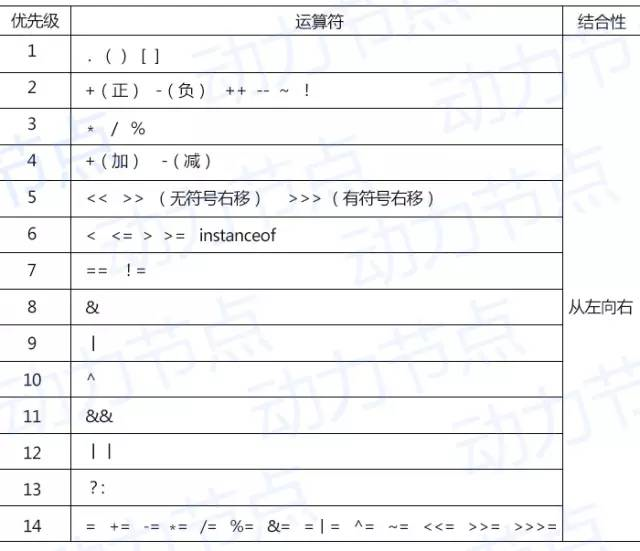 优先级 运算符 结合性
1 . ( ) [ ]
2 +(正) -(负) ++ -- ~ !
3 * / %
4 +(加) -(减)
5 << >> (无符号右移) >>> (有符号右移)
6 < <= > >= instanceof
7 == !=
8 & 从左向右
9 |
10 ^
11 &&
12 ||
13 ?:
14 = += -= *= /= %= &= =|= ^= ~= <<= >>= >>>=
动力节点